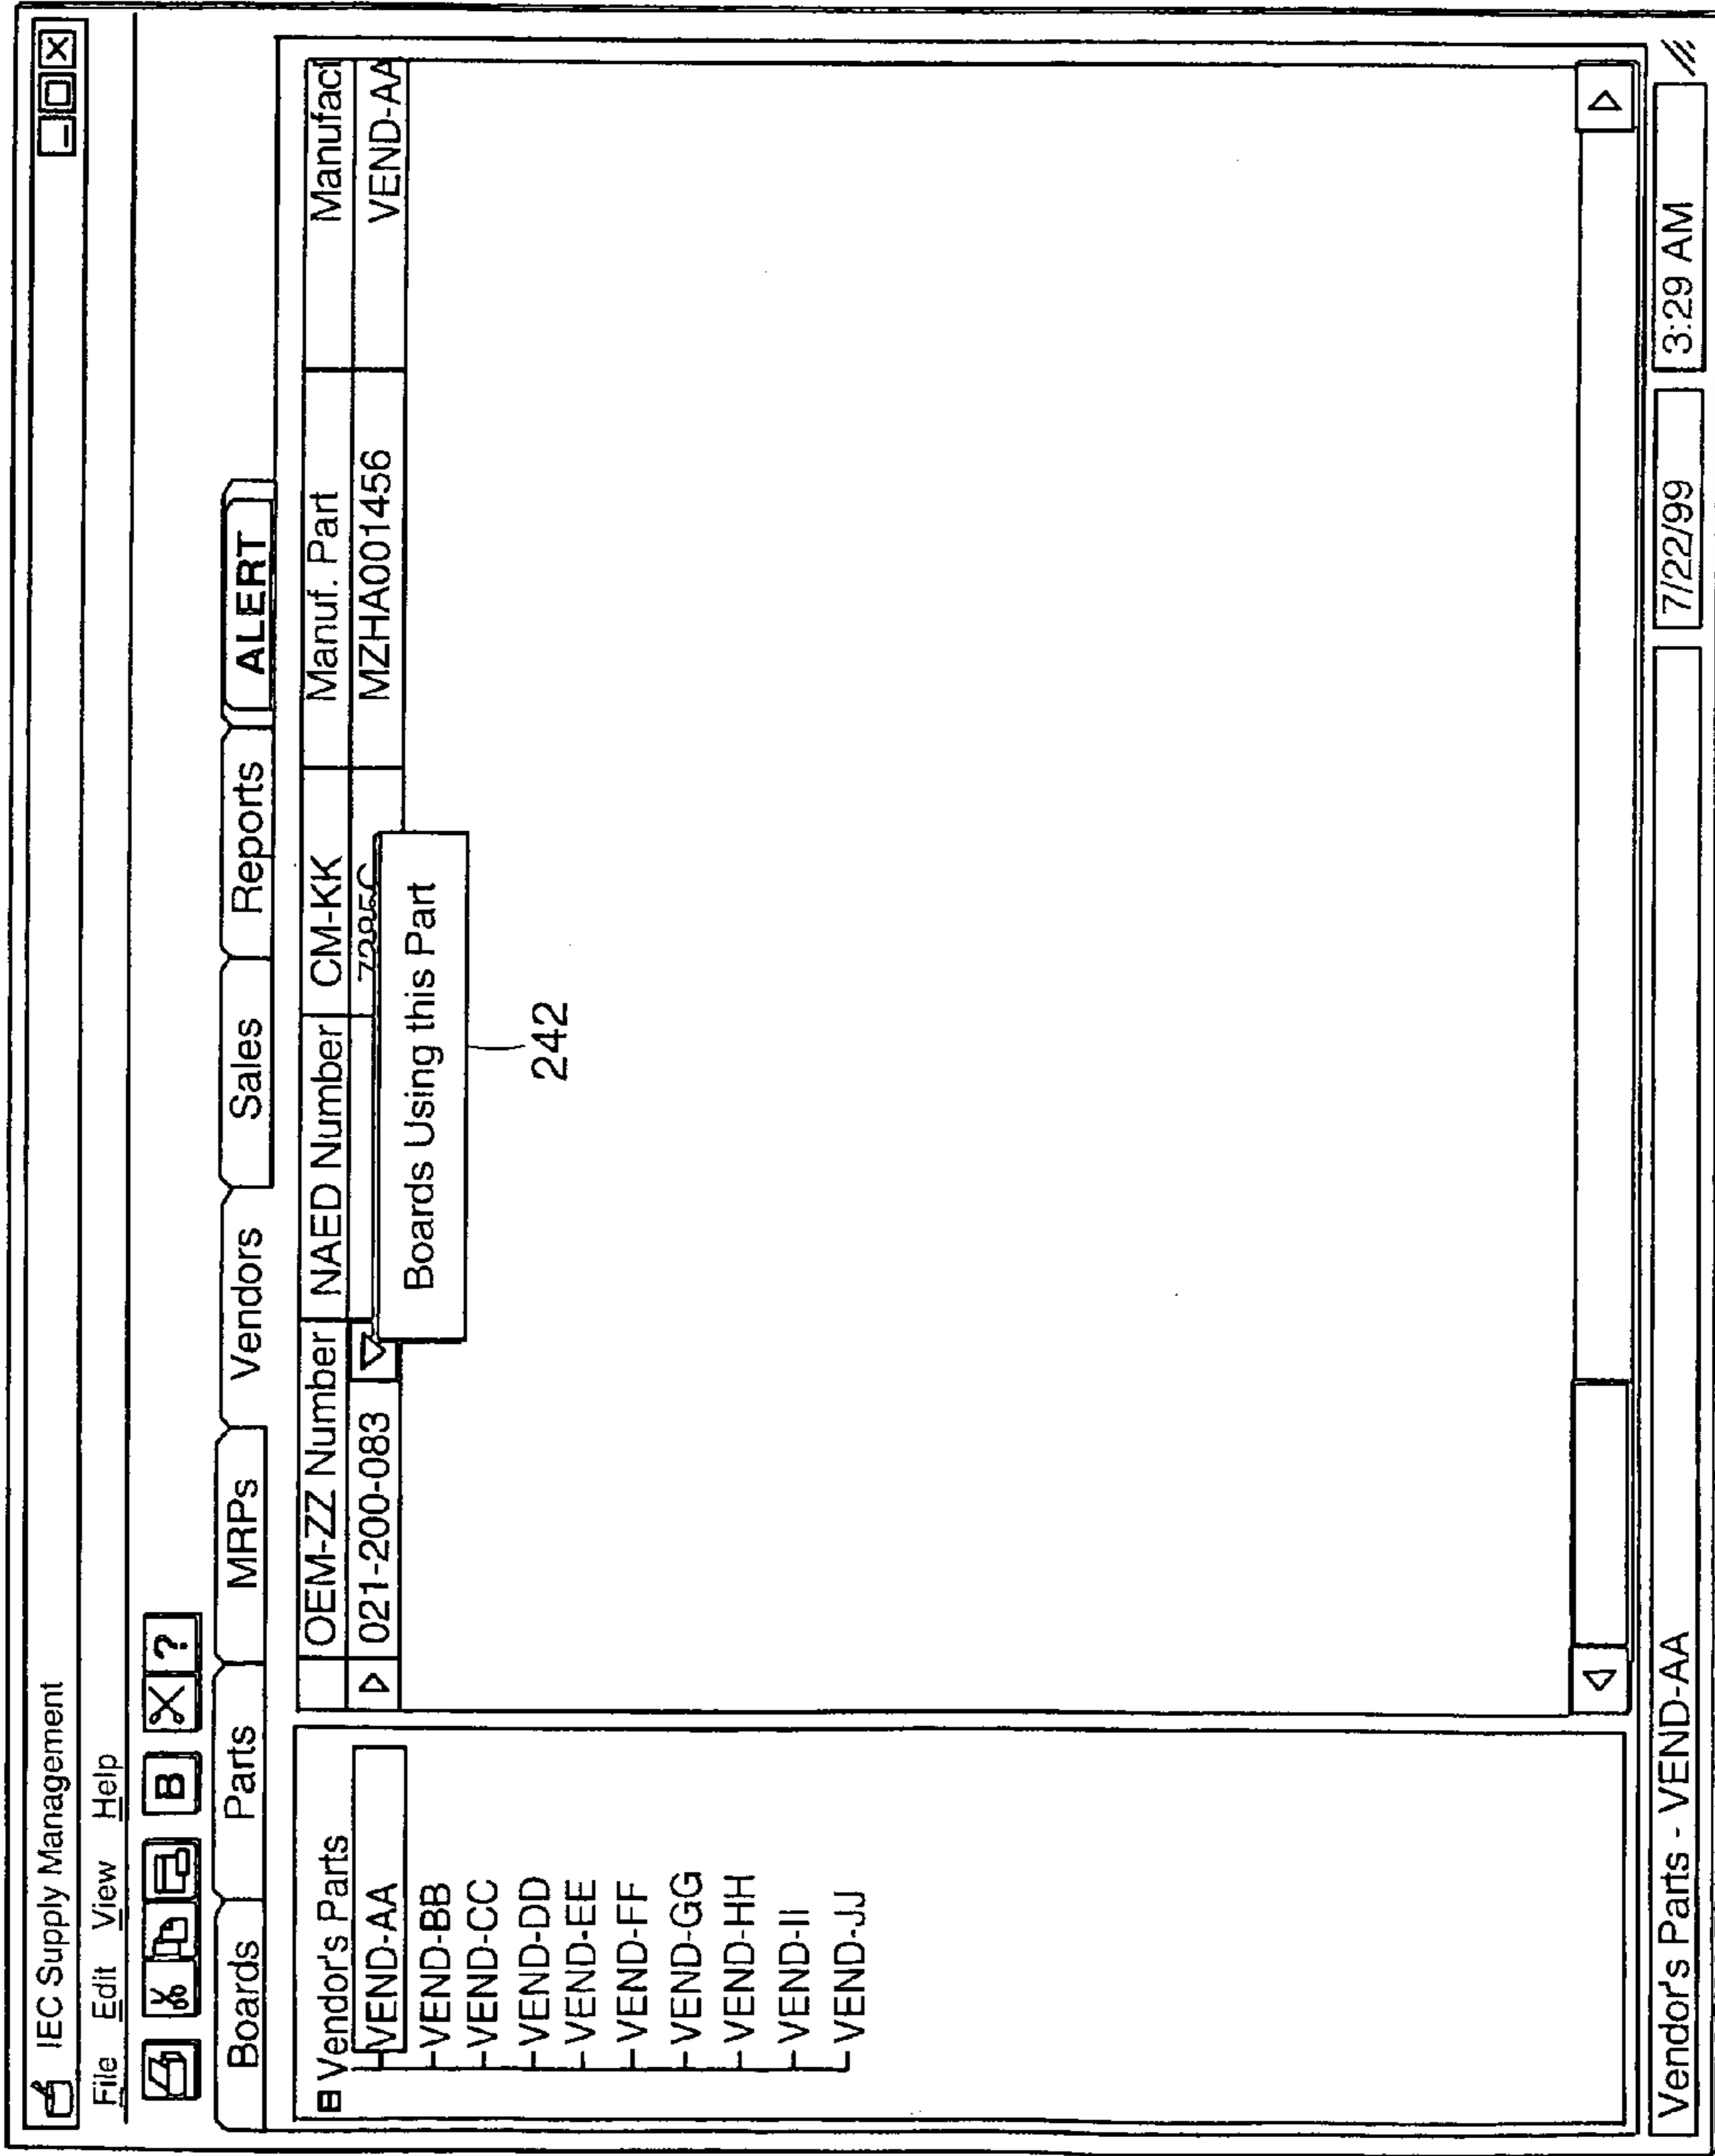 IEC Supply Management
File Edit View Help
B ?
Boards Parts MRPs Vendors Sales Reports ALERT
Vendor's Parts
VEND-AA
VEND-BB
VEND-CC
VEND-DD
VEND-EE
VEND-FF
VEND-GG
VEND-HH
VEND-II
VEND-JJ
OEM-ZZ Number NAED Number CM-KK Manuf. Part Manufact
021-200-083 MZHA001456 VEND-AA
Boards Using this Part
242
Vendor's Parts - VEND-AA 7/22/99 3:29 AM